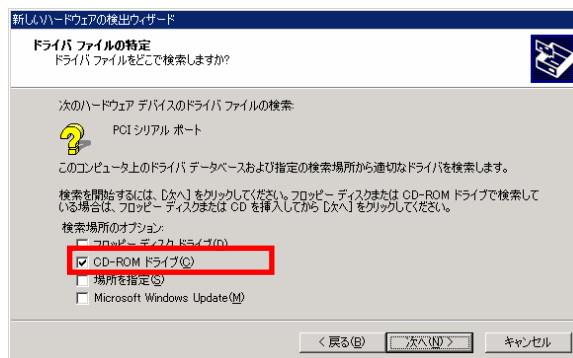 新しいハードウェアの検出ウィザード
ドライバ ファイルの特定
ドライバ ファイルをどこで検索しますか?
次のハードウェア デバイスのドライバ ファイルの検索:
PCI シリアル ポート
このコンピュータ上のドライバ データベースおよび指定の検索場所から適切なドライバを検索します。
検索を開始するには、[次へ] をクリックしてください。フロッピー ディスクまたは CD-ROM ドライブで検索して
いる場合は、フロッピー ディスクまたは CD を挿入してから [次へ] をクリックしてください。
検索場所のオプション:
フロッピー ディスク ドライブ(D)
CD-ROM ドライブ(C)
場所を指定(S)
Microsoft Windows Update(M)
< 戻る(B)
次へ(N) >
キャンセル